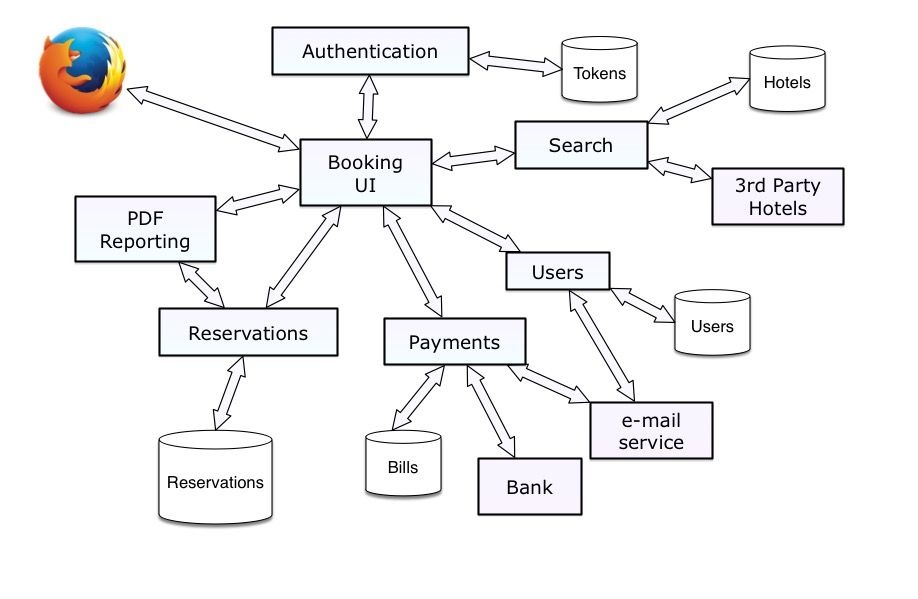 Authentication
Tokens
Hotels
Search
Booking
UI
3rd Party
Hotels
PDF
Reporting
Users
Users
Reservations
Payments
e-mail
service
Reservations
Bills
Bank